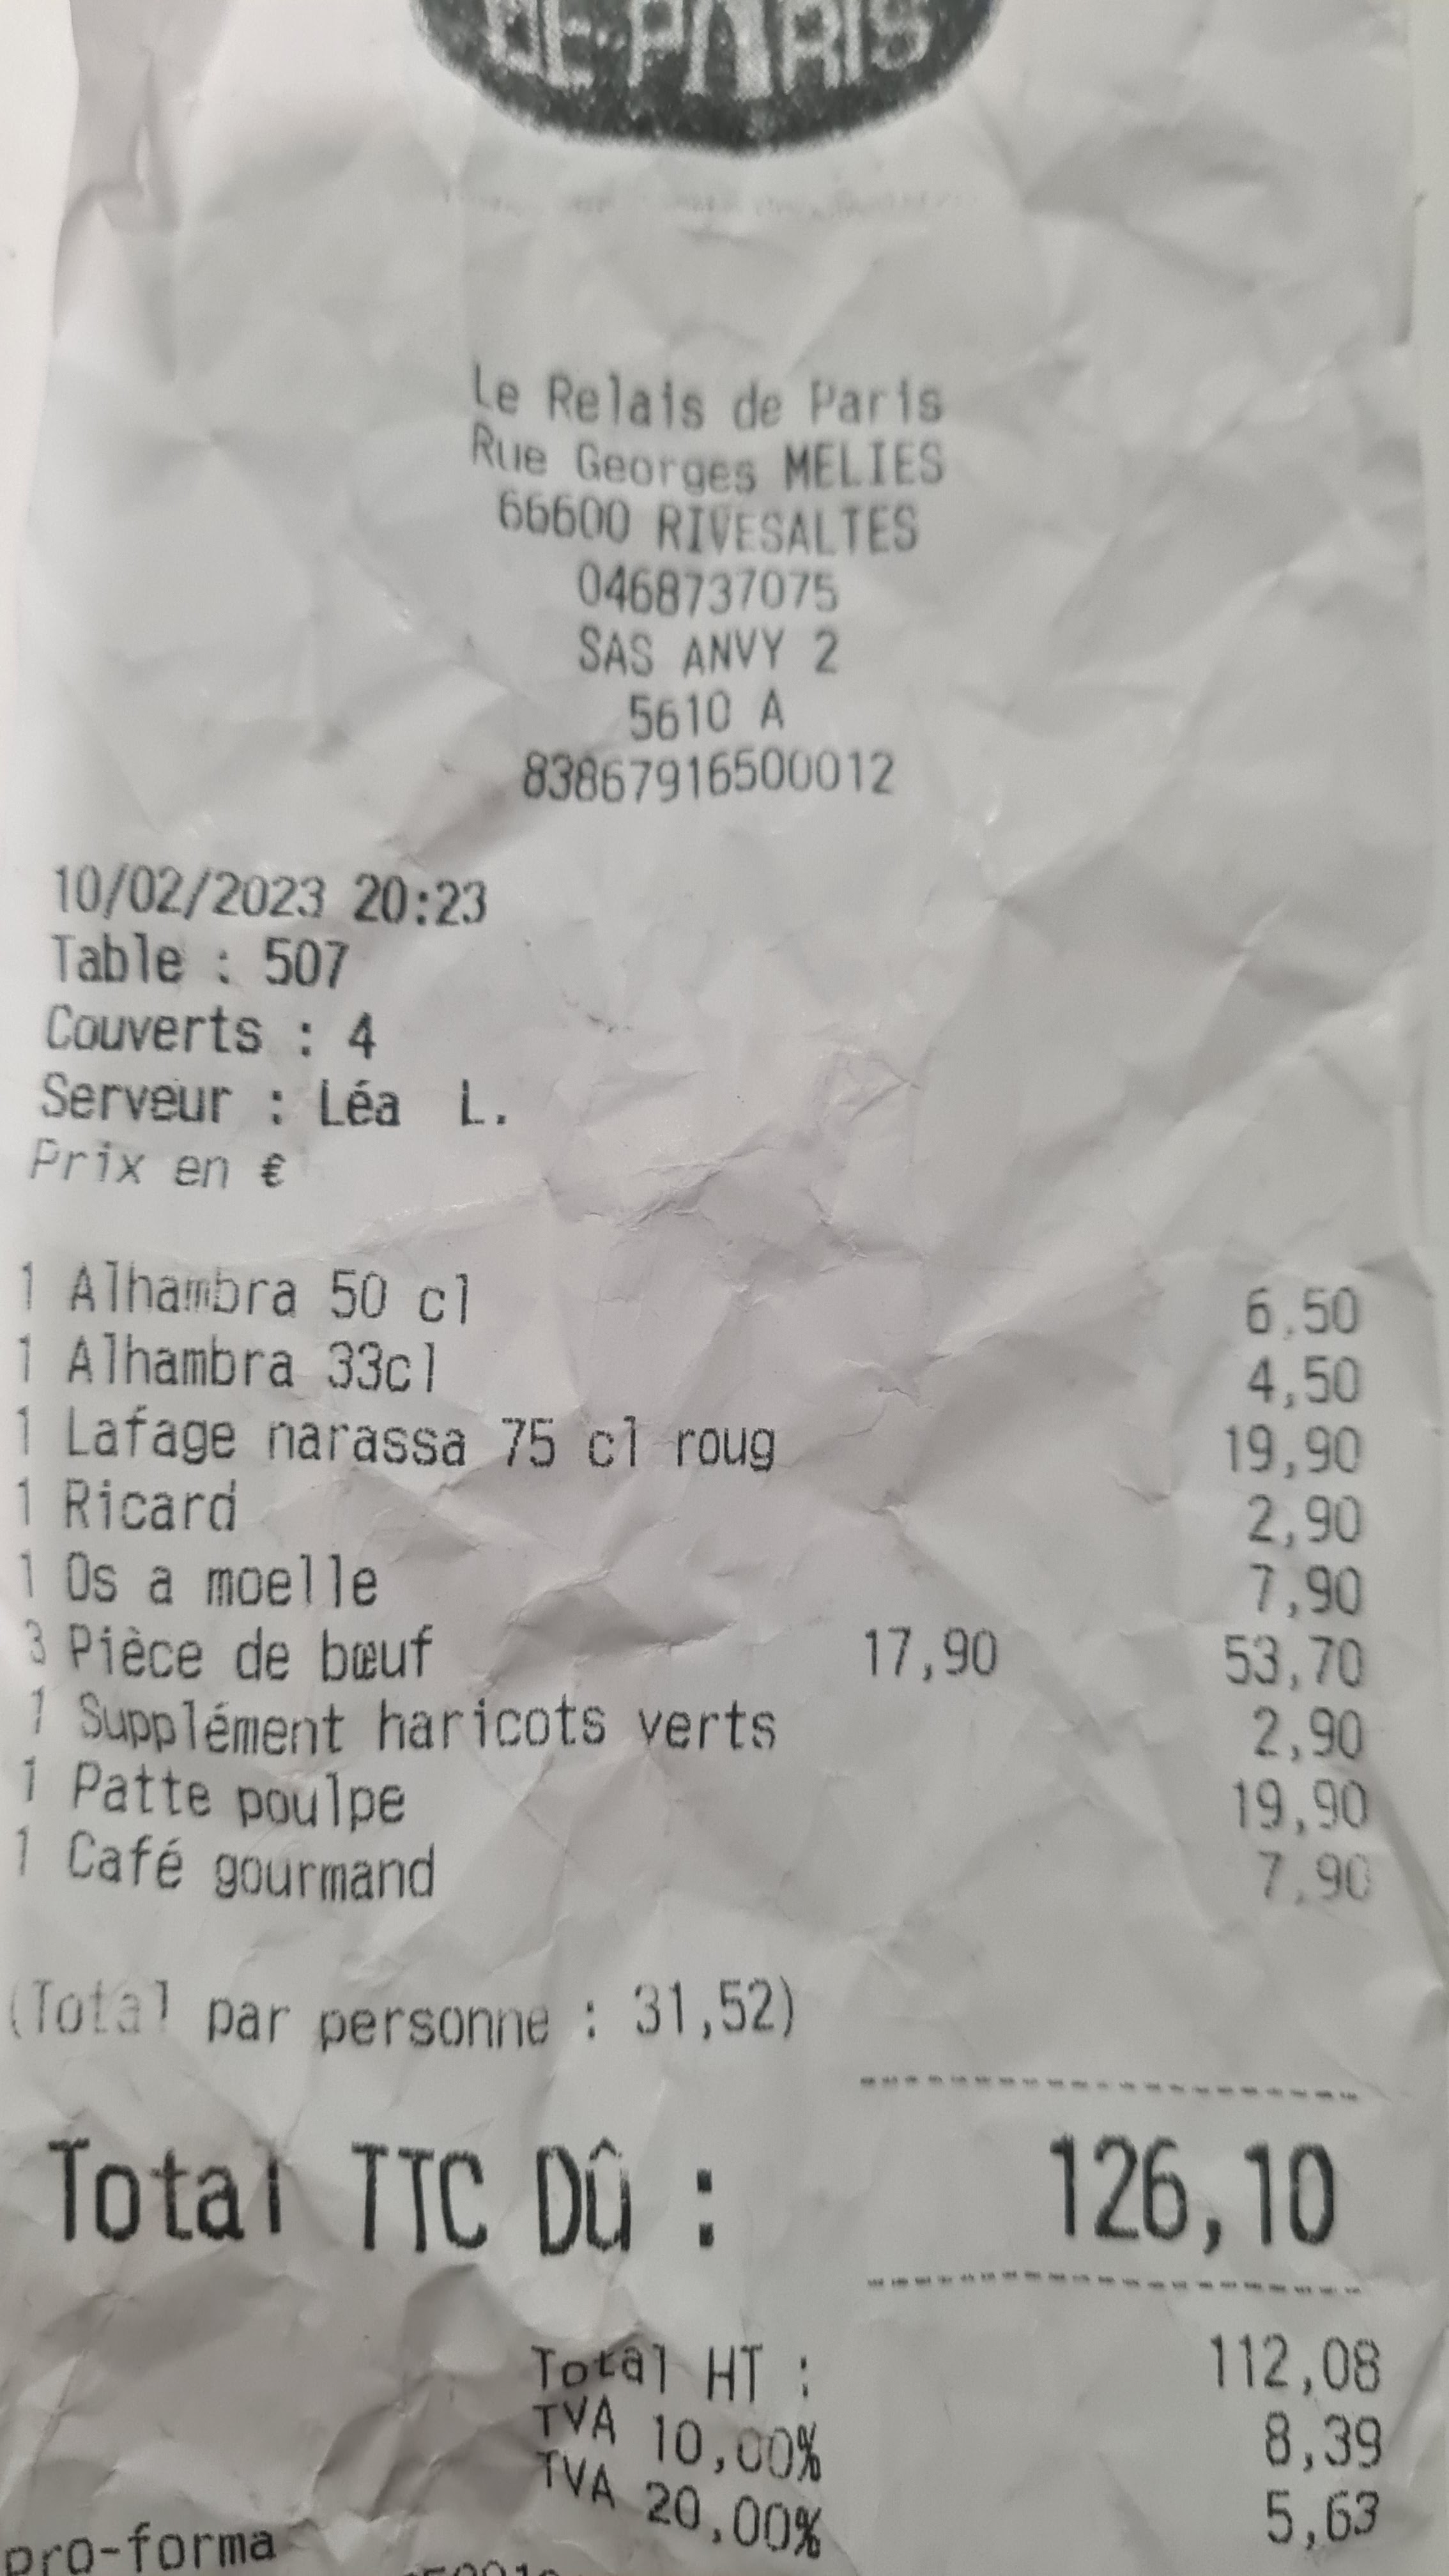 DE PARIS
Le Relais de Paris
Rue Georges MELIES
66600 RIVESALTES
0468737075
SAS ANVY 2
5610 A
83867916500012
10/02/2023 20:23
Table : 507
Couverts : 4
Serveur : Léa L.
Prix en €
1 Alhambra 50 cl 6,50
1 Alhambra 33cl 4,50
1 Lafage narassa 75 cl roug 19,90
1 Ricard 2,90
1 Os a moelle 7,90
3 Pièce de bœuf 17,90 53,70
1 Supplément haricots verts 2,90
1 Patte poulpe 19,90
1 Café gourmand 7,90
(Total par personne : 31,52)
Total TTC Dû : 126,10
Total HT : 112,08
TVA 10,00% 8,39
TVA 20,00% 5,63
pro-forma